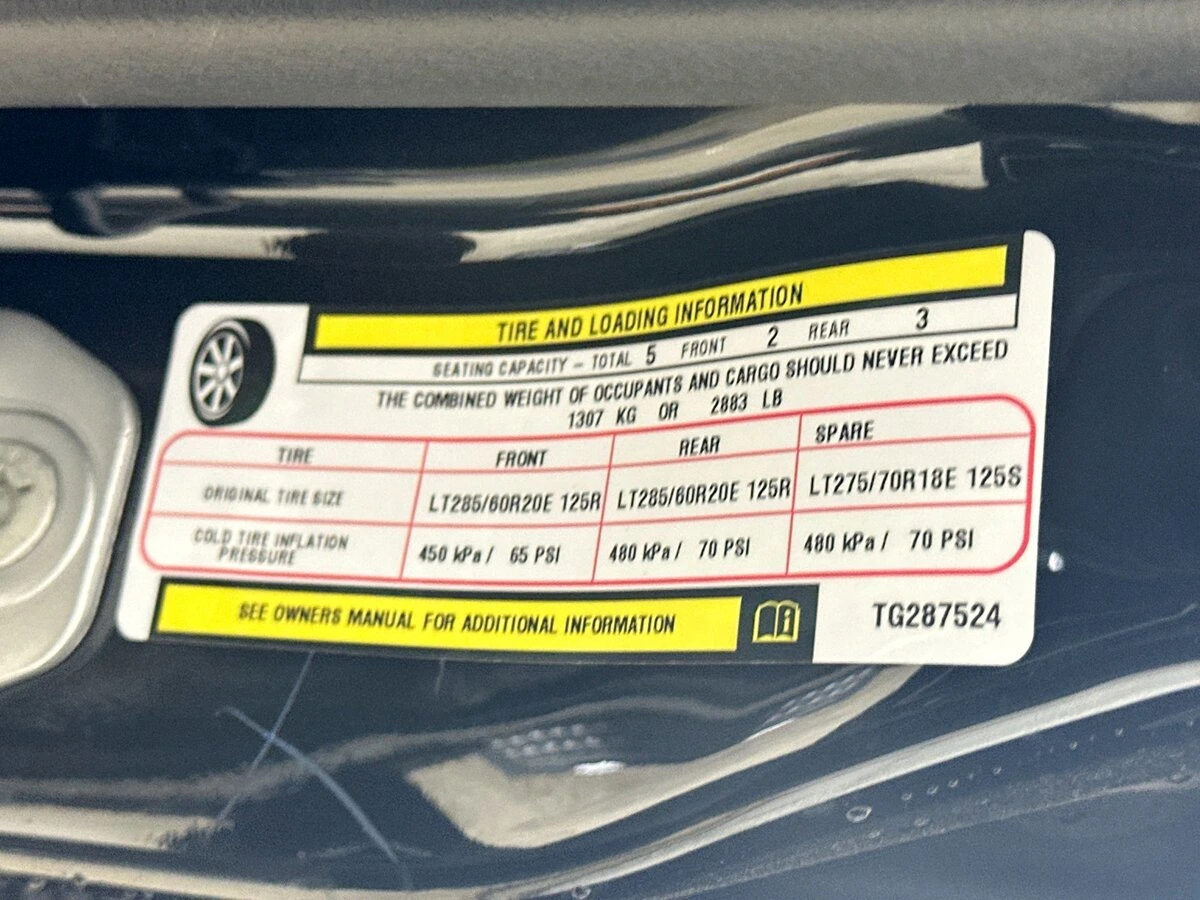 TIRE AND LOADING INFORMATION
SEATING CAPACITY – TOTAL 5 FRONT 2 REAR 3
THE COMBINED WEIGHT OF OCCUPANTS AND CARGO SHOULD NEVER EXCEED
1307 KG OR 2883 LB
TIRE FRONT REAR SPARE
ORIGINAL TIRE SIZE LT285/60R20E 125R LT285/60R20E 125R LT275/70R18E 125S
COLD TIRE INFLATION
PRESSURE 450 kPa / 65 PSI 480 kPa / 70 PSI 480 kPa / 70 PSI
SEE OWNERS MANUAL FOR ADDITIONAL INFORMATION
TG287524